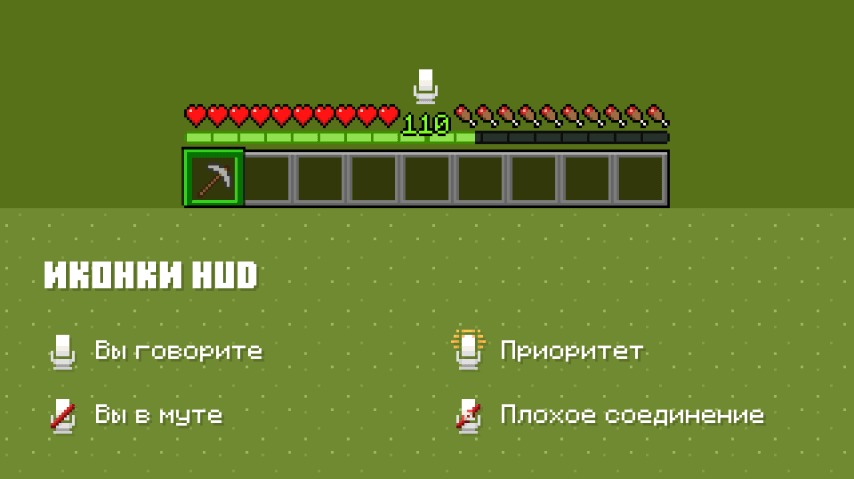 110
ИКОНКИ HUD
Вы говорите
Приоритет
Вы в муте
Плохое соединение